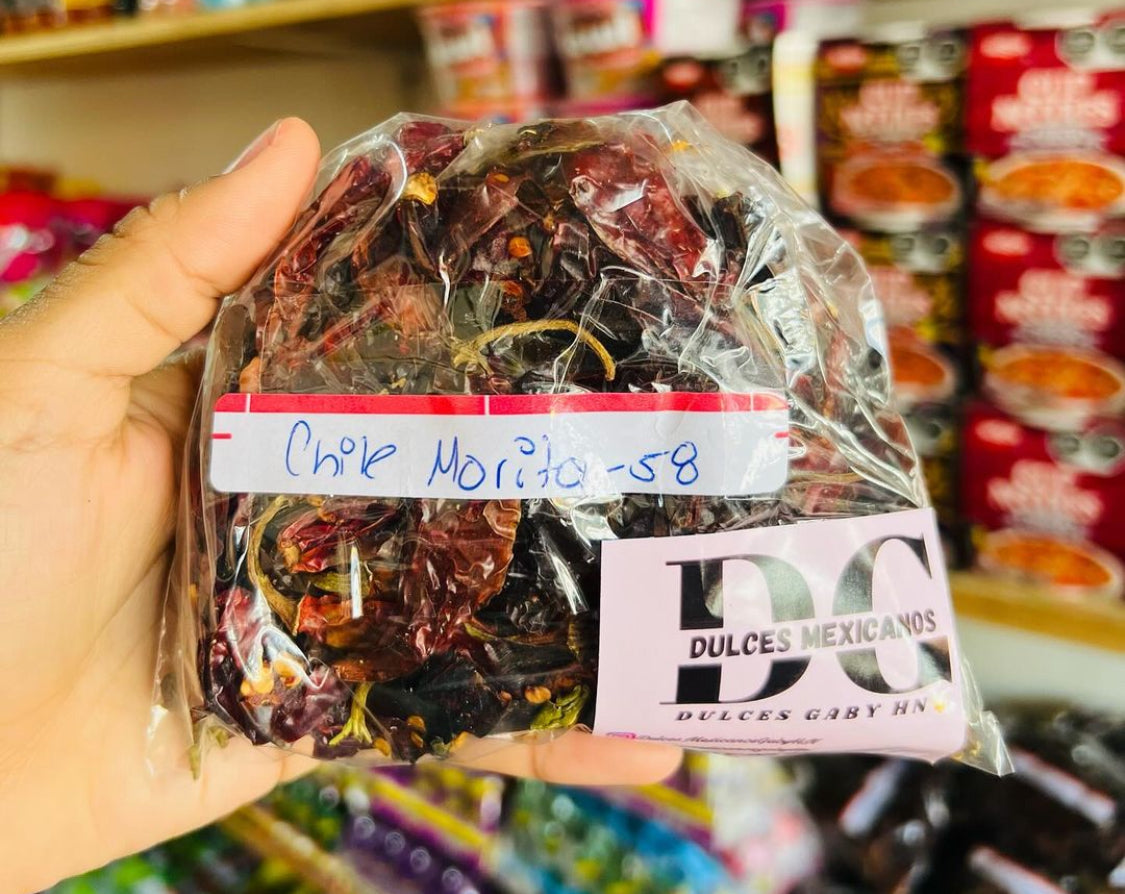 Chile Morita-58
DC
DULCES MEXICANOS
DULCES GABY HN